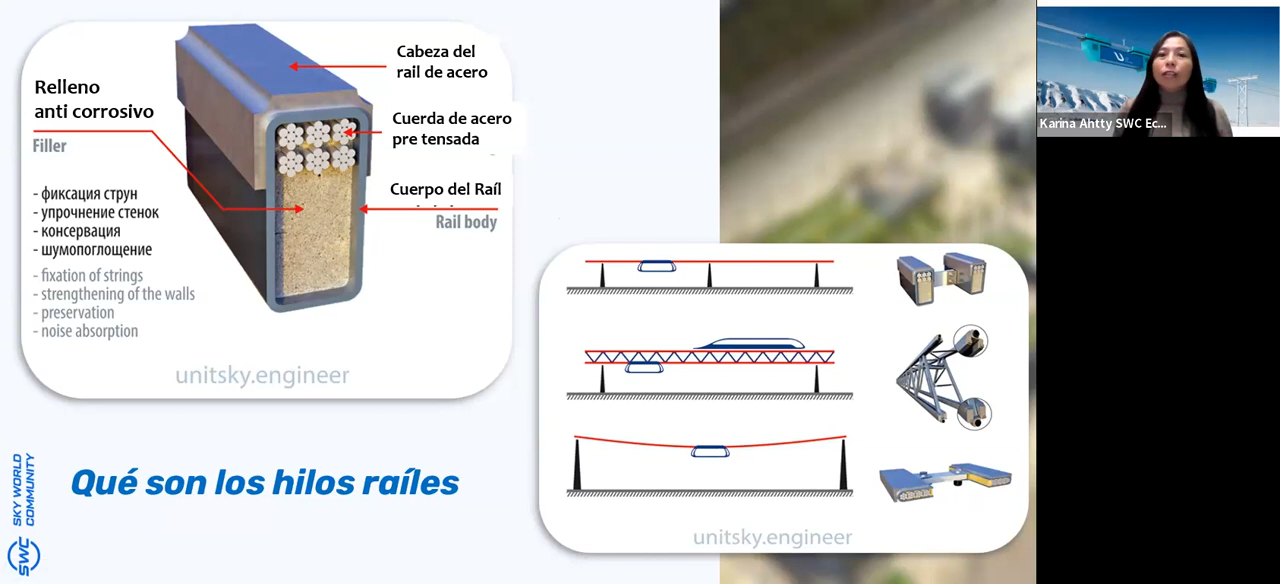 Relleno
anti corrosivo
Filler
- фиксация струн
- упрочнение стенок
- консервация
- шумопоглощение
- fixation of strings
- strengthening of the walls
- preservation
- noise absorption
Cabeza del
rail de acero
Cuerda de acero
pre tensada
Cuerpo del Raíl
Rail body
unitsky.engineer
Qué son los hilos raíles
SKY WORLD
COMMUNITY
SWC
unitsky.engineer
Karina Ahtty SWC Ec...